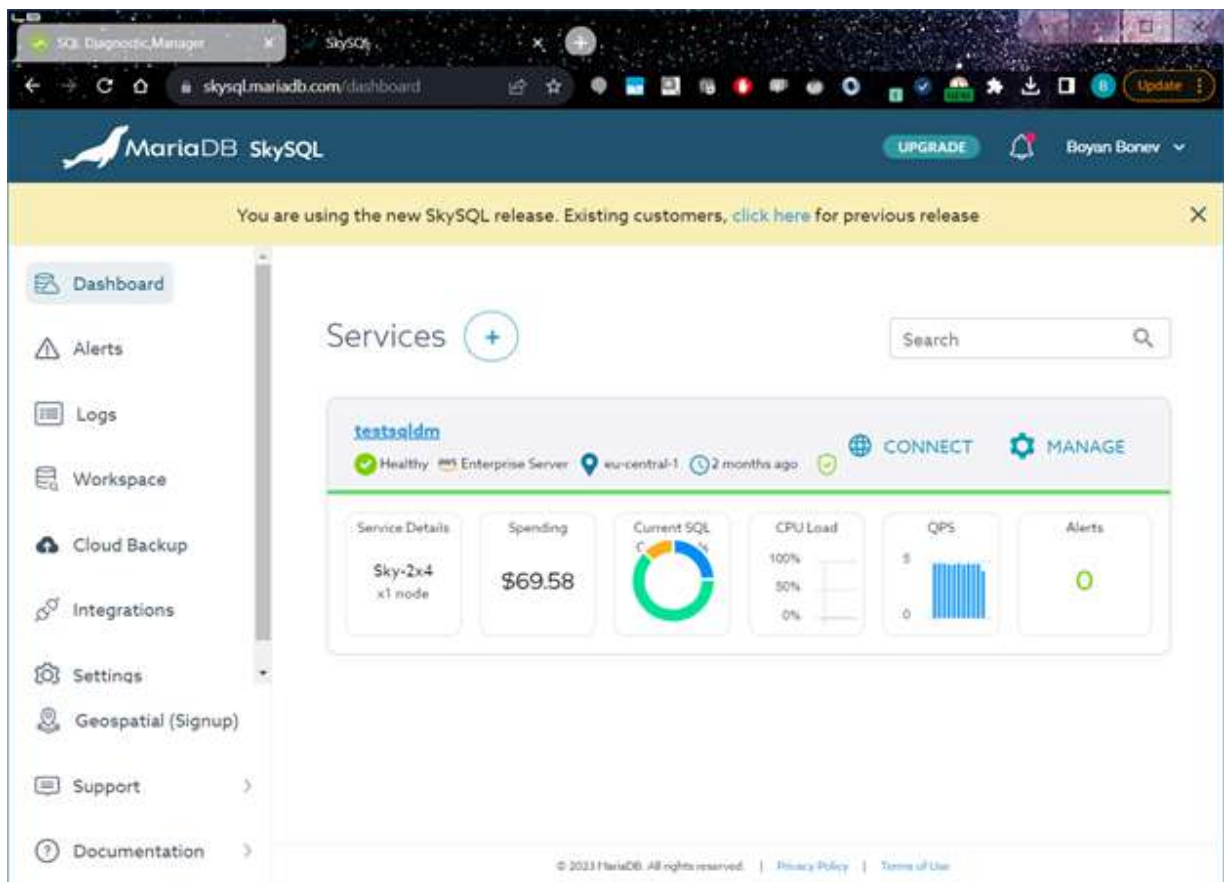 SQL Diagnostic Manager
SkySQL
skysql.mariadb.com/dashboard
Update
MariaDB SkySQL
UPGRADE
Boyan Bonev
You are using the new SkySQL release. Existing customers, click here for previous release
Dashboard
Alerts
Logs
Workspace
Cloud Backup
Integrations
Settings
Geospatial (Signup)
Support
Documentation
Services
Search
testsqldm
Healthy aws Enterprise Server eu-central-1 2 months ago
CONNECT
MANAGE
Service Details
Sky-2x4
x1 node
Spending
$69.58
Current SQL
CPU Load
100%
50%
0%
QPS
5
0
Alerts
0
© 2023 MariaDB. All rights reserved. | Privacy Policy | Terms of Use